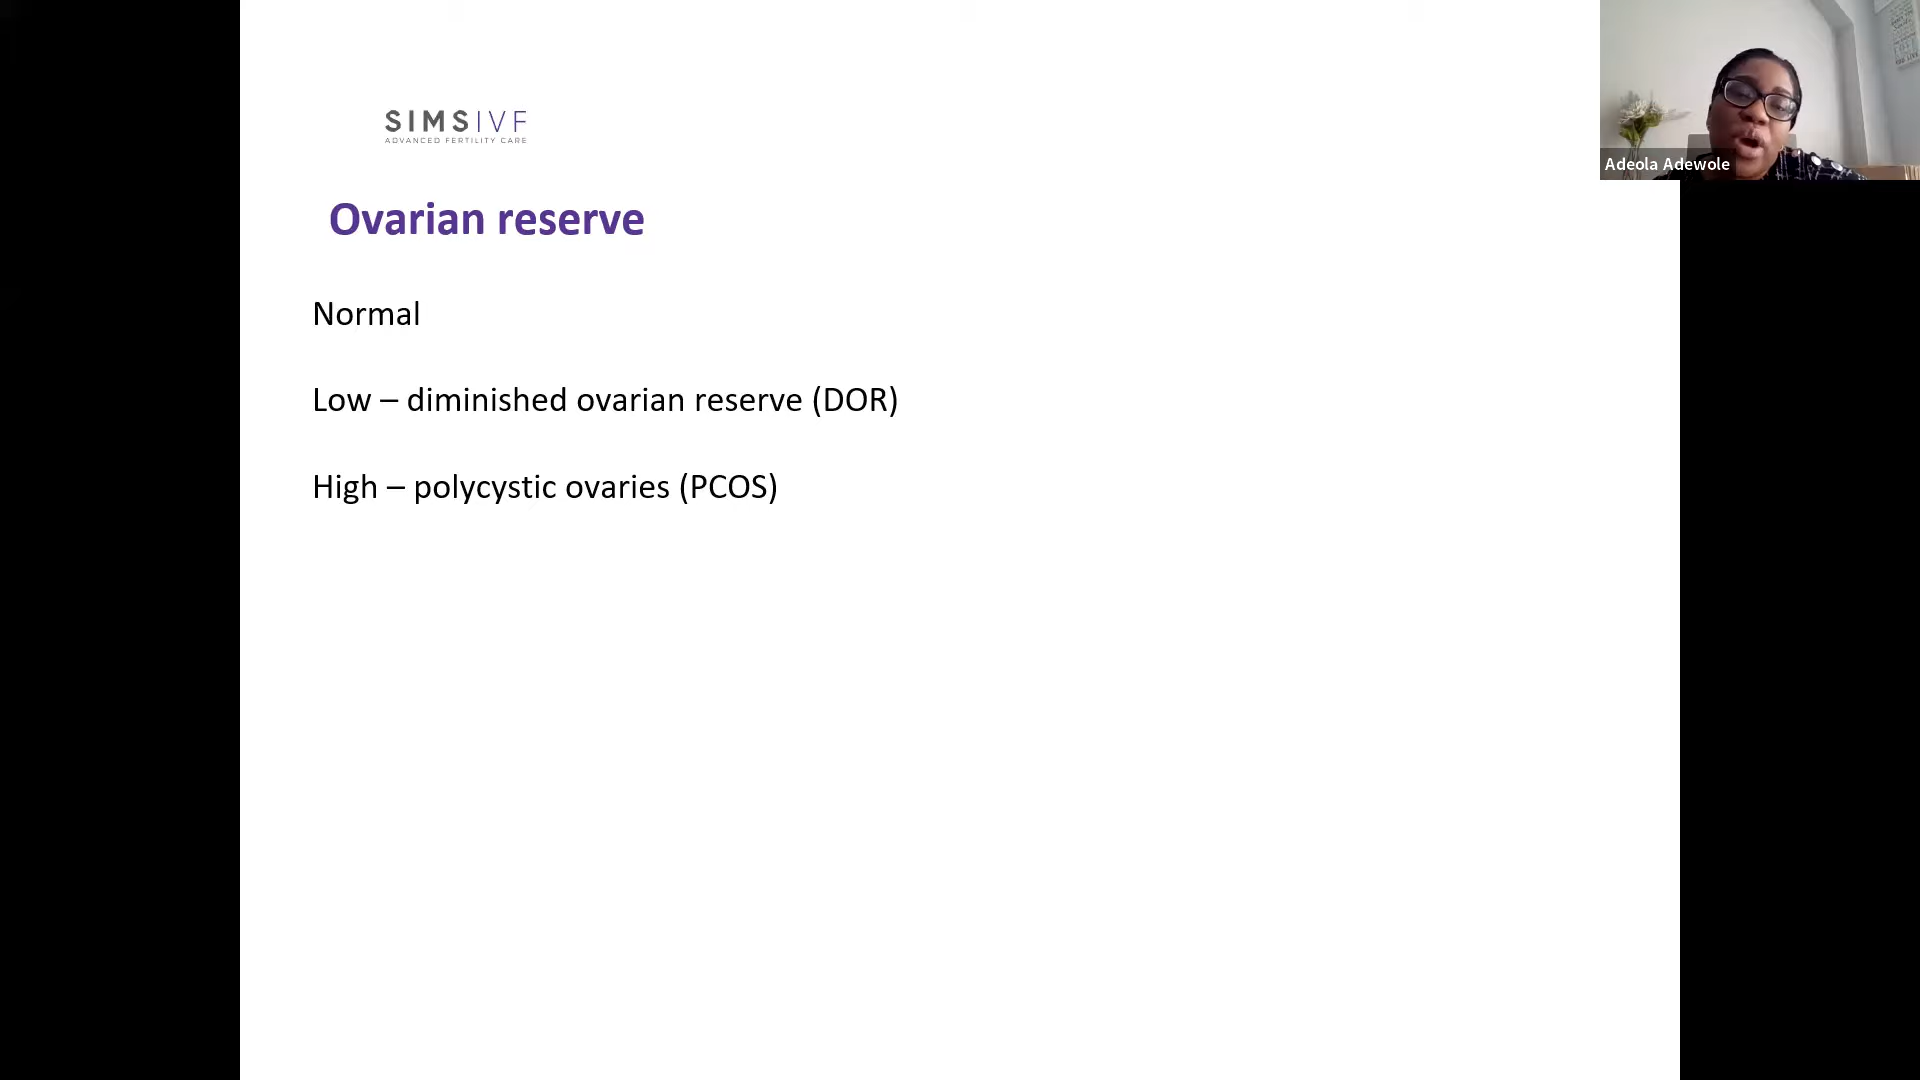 SIMSIVF
ADVANCED FERTILITY CARE
Adeola Adewole
Ovarian reserve
Normal
Low – diminished ovarian reserve (DOR)
High – polycystic ovaries (PCOS)